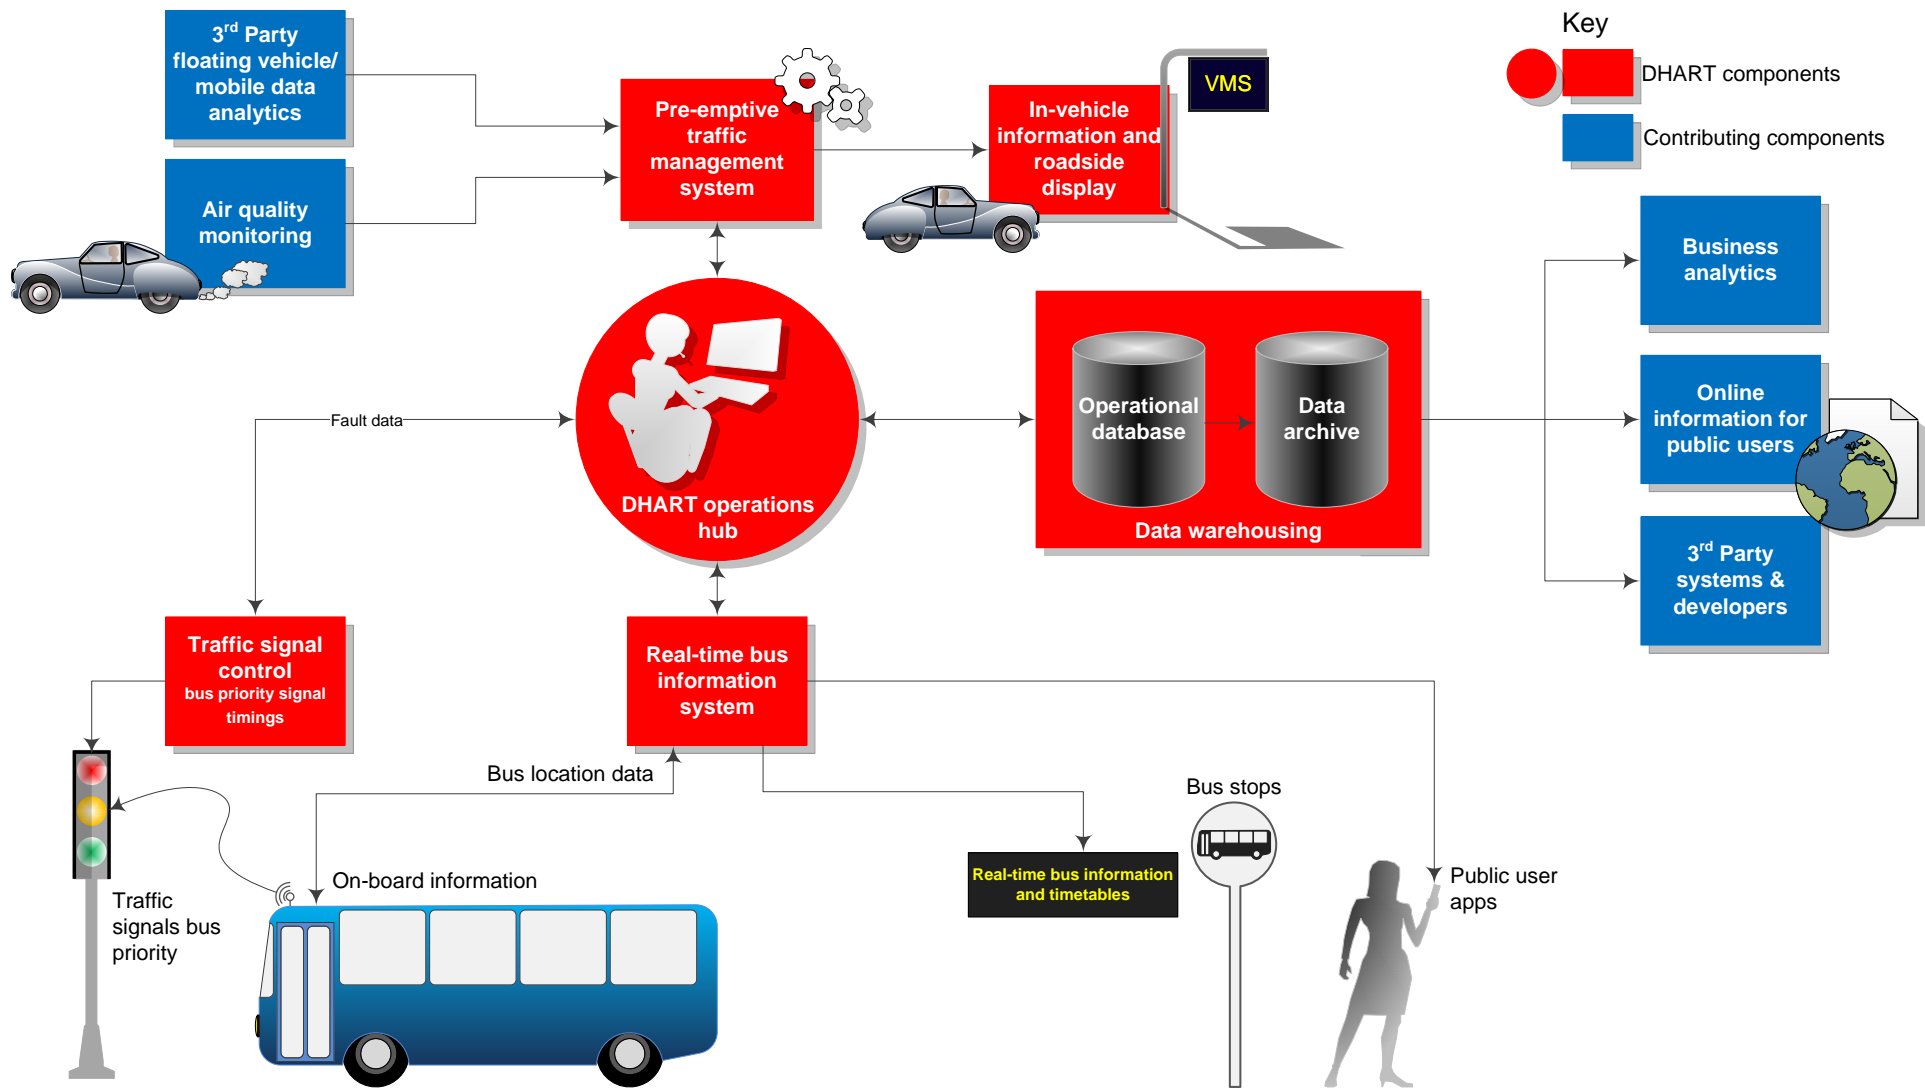 3rd Party
floating vehicle/
mobile data
analytics
Air quality
monitoring
Pre-emptive
traffic
management
system
In-vehicle
information and
roadside
display
VMS
Key
DHART components
Contributing components
Business
analytics
Online
information for
public users
3rd Party
systems &
developers
Operational
database
Data
archive
Data warehousing
DHART operations
hub
Fault data
Traffic signal
control
bus priority signal
timings
Real-time bus
information
system
Bus location data
On-board information
Traffic
signals bus
priority
Real-time bus information
and timetables
Bus stops
Public user
apps